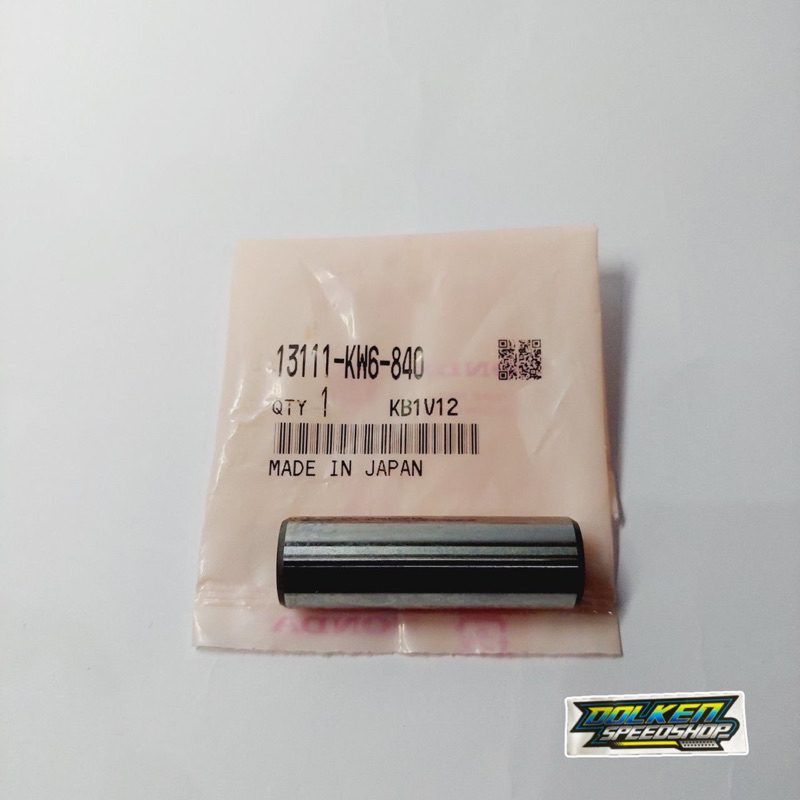 13111-KW6-840
QTY 1 KB1V12
MADE IN JAPAN
DOLKEN
SPEEDSHOP